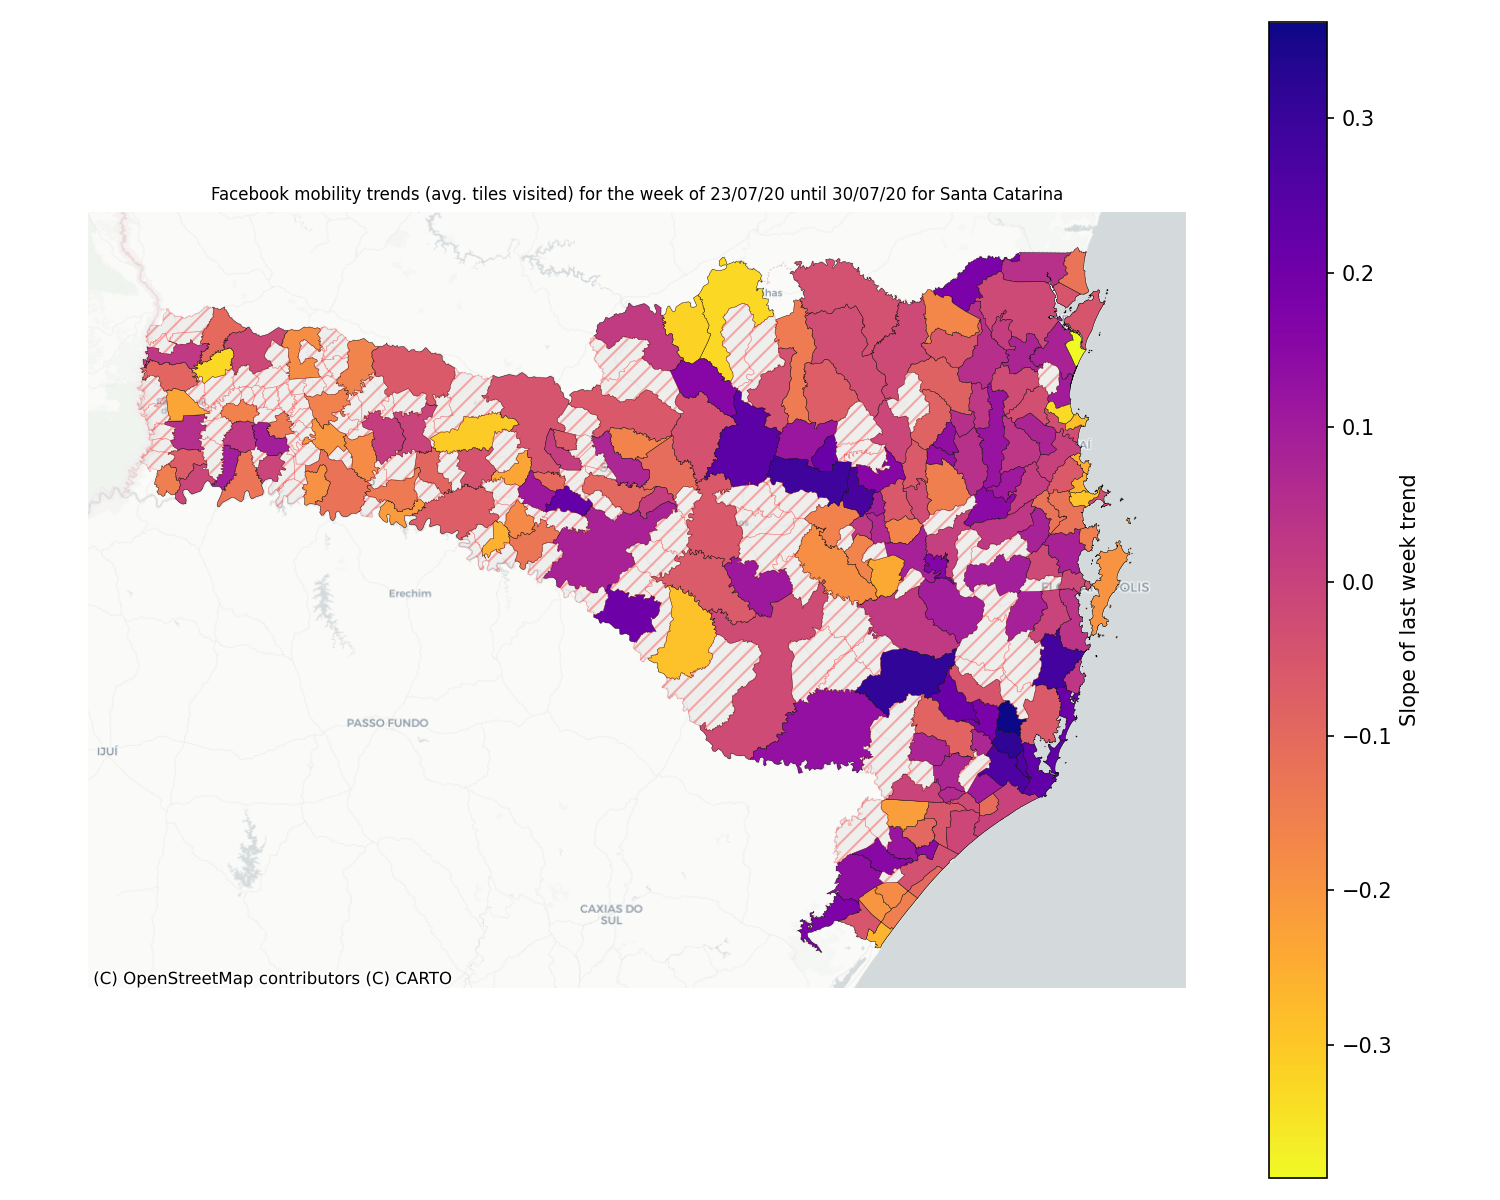 Facebook mobility trends (avg. tiles visited) for the week of 23/07/20 until 30/07/20 for Santa Catarina
0.3
0.2
0.1
0.0
−0.1
−0.2
−0.3
Slope of last week trend
Erechim
PASSO FUNDO
IJUÍ
CAXIAS DO
SUL
OLIS
(C) OpenStreetMap contributors (C) CARTO